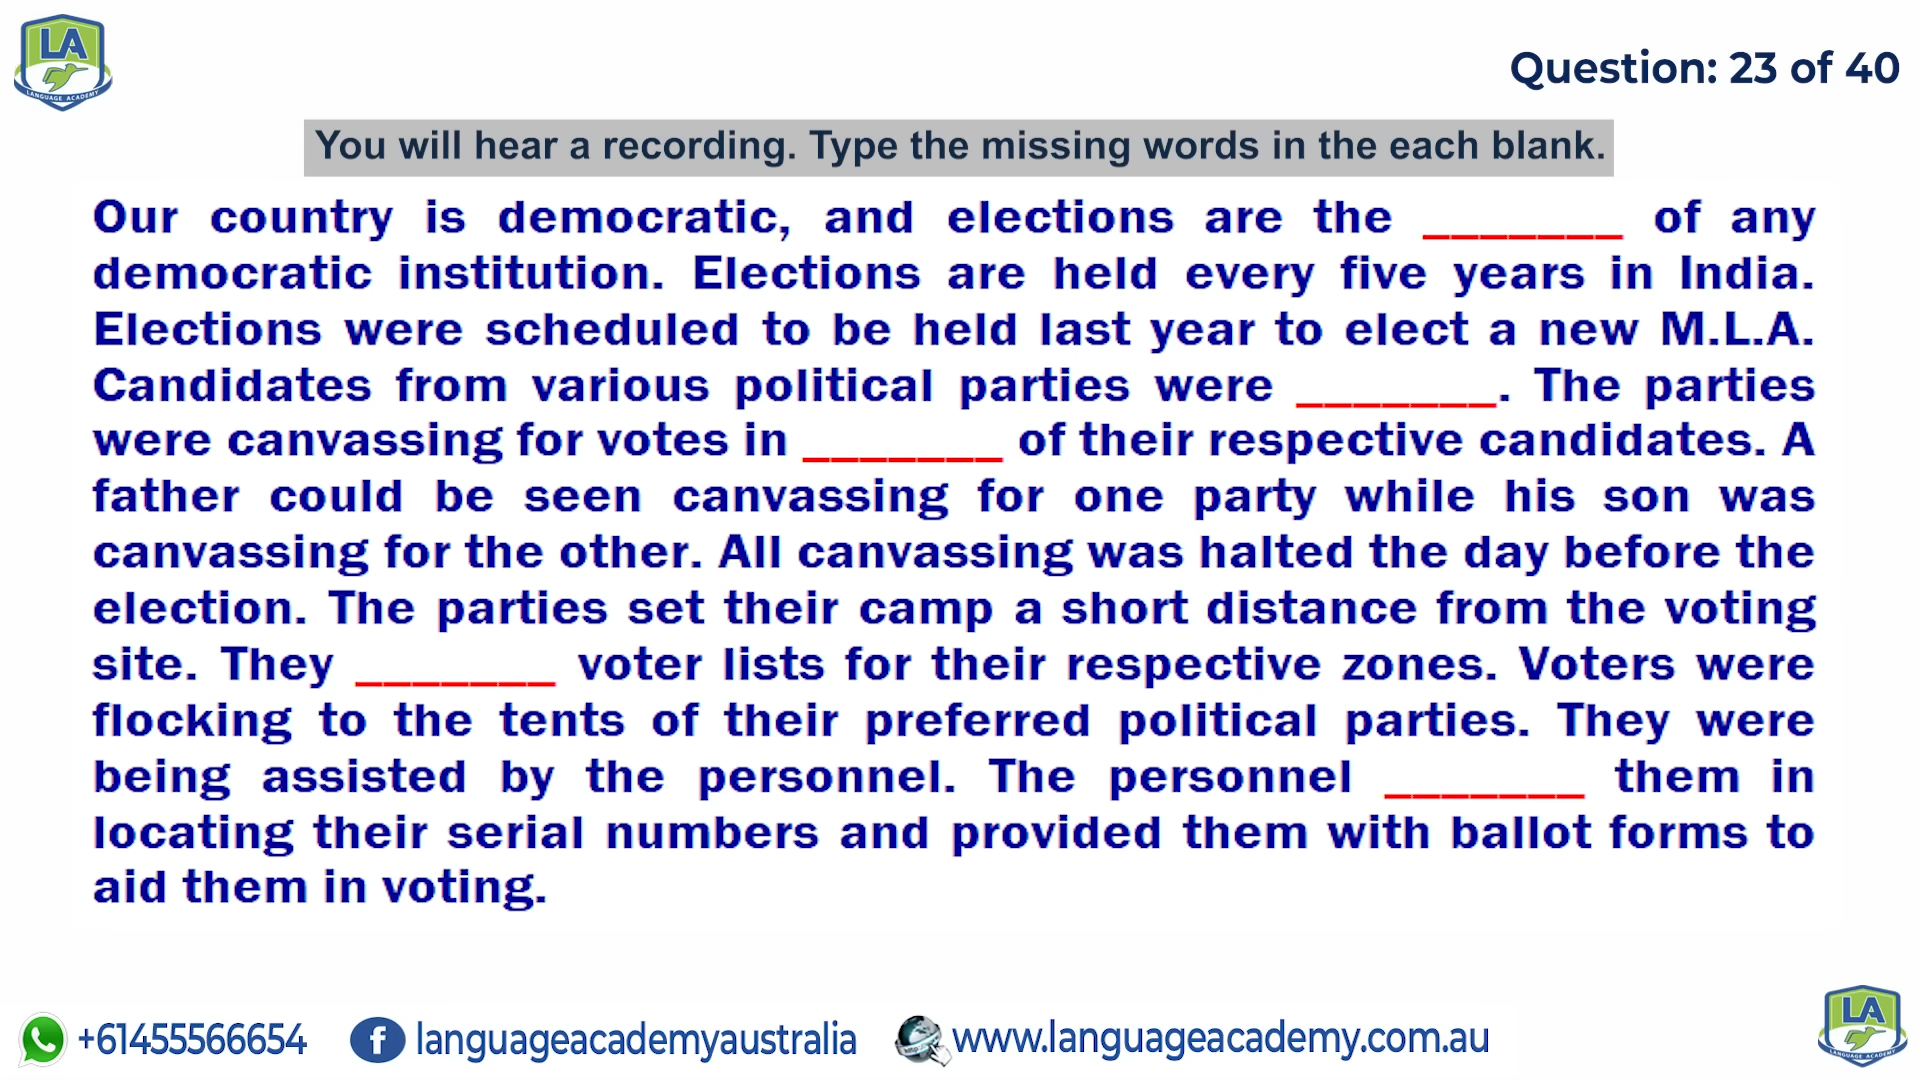 LA
LANGUAGE ACADEMY
Question: 23 of 40
You will hear a recording. Type the missing words in the each blank.
Our country is democratic, and elections are the _______ of any
democratic institution. Elections are held every five years in India.
Elections were scheduled to be held last year to elect a new M.L.A.
Candidates from various political parties were _______. The parties
were canvassing for votes in _______ of their respective candidates. A
father could be seen canvassing for one party while his son was
canvassing for the other. All canvassing was halted the day before the
election. The parties set their camp a short distance from the voting
site. They _______ voter lists for their respective zones. Voters were
flocking to the tents of their preferred political parties. They were
being assisted by the personnel. The personnel _______ them in
locating their serial numbers and provided them with ballot forms to
aid them in voting.
+61455566654
languageacademyaustralia
www.languageacademy.com.au
LA
LANGUAGE ACADEMY